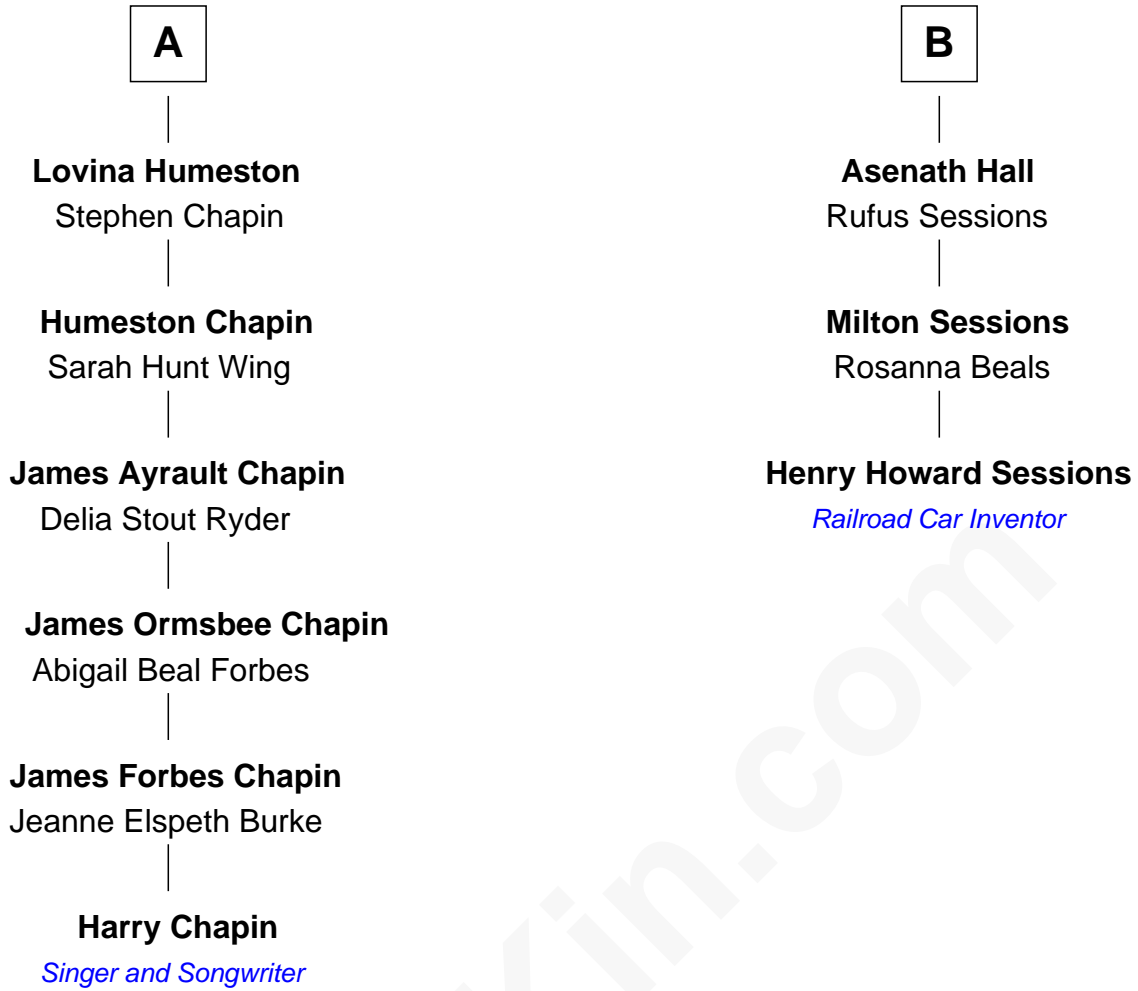 A
Lovina Humeston
Stephen Chapin
Humeston Chapin
Sarah Hunt Wing
James Ayrault Chapin
Delia Stout Ryder
James Ormsbee Chapin
Abigail Beal Forbes
James Forbes Chapin
Jeanne Elspeth Burke
Harry Chapin
Singer and Songwriter
B
Asenath Hall
Rufus Sessions
Milton Sessions
Rosanna Beals
Henry Howard Sessions
Railroad Car Inventor
kin.com